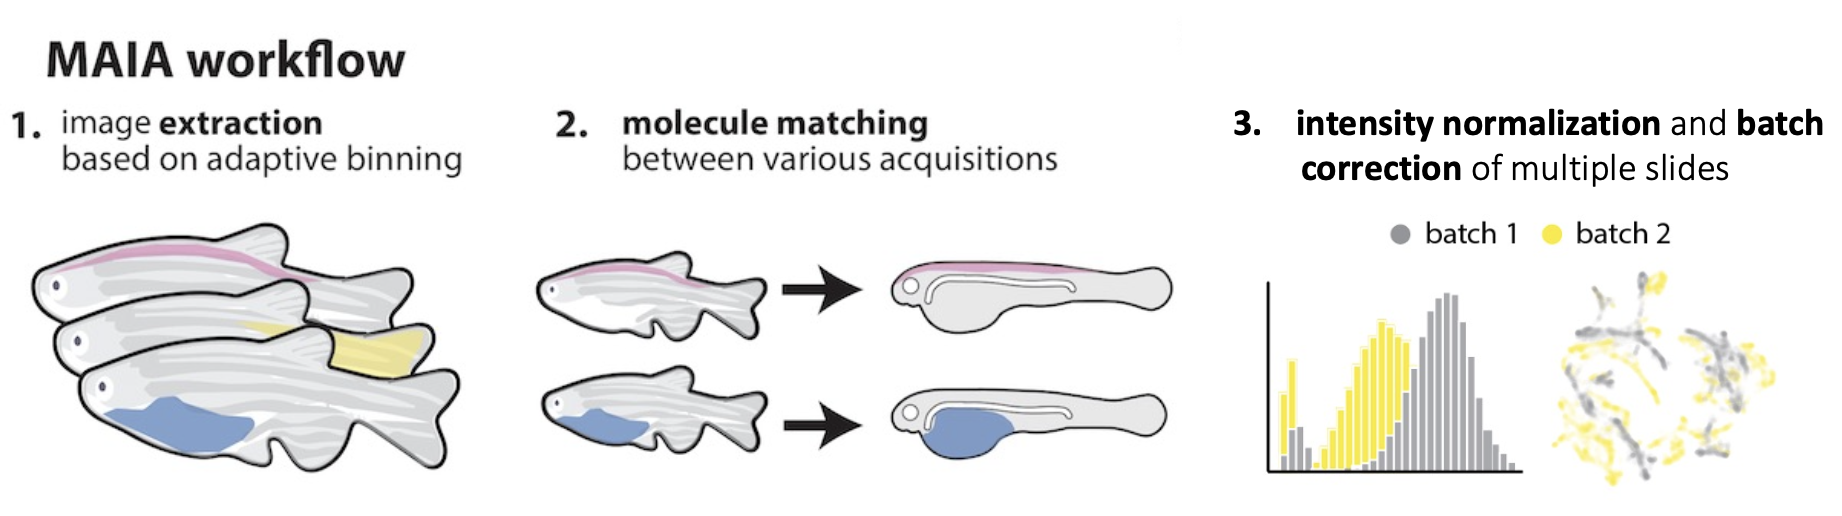 MAIA workflow
1. image extraction
based on adaptive binning
2. molecule matching
between various acquisitions
3. intensity normalization and batch
correction of multiple slides
batch 1 batch 2